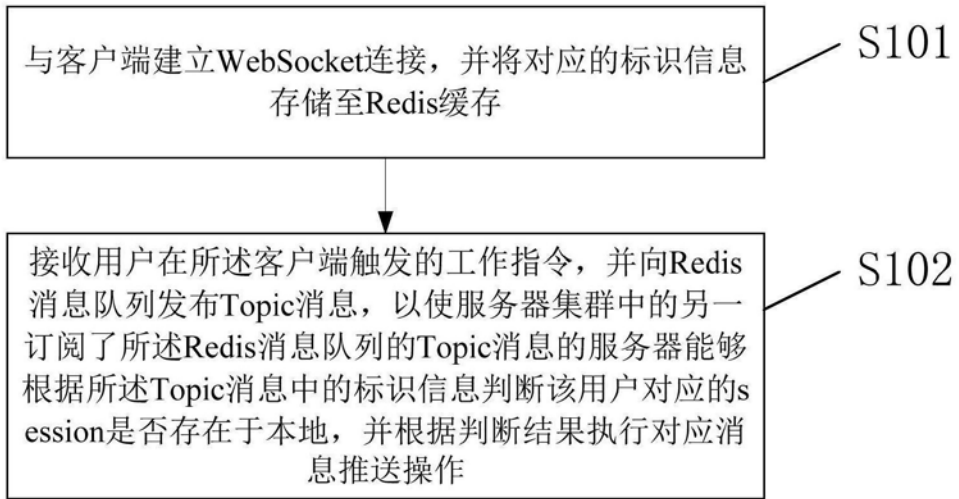 与客户端建立WebSocket连接，并将对应的标识信息
存储至Redis缓存
S101
接收用户在所述客户端触发的工作指令，并向Redis
消息队列发布Topic消息，以使服务器集群中的另一
订阅了所述Redis消息队列的Topic消息的服务器能够
根据所述Topic消息中的标识信息判断该用户对应的s
ession是否存在于本地，并根据判断结果执行对应消
息推送操作
S102